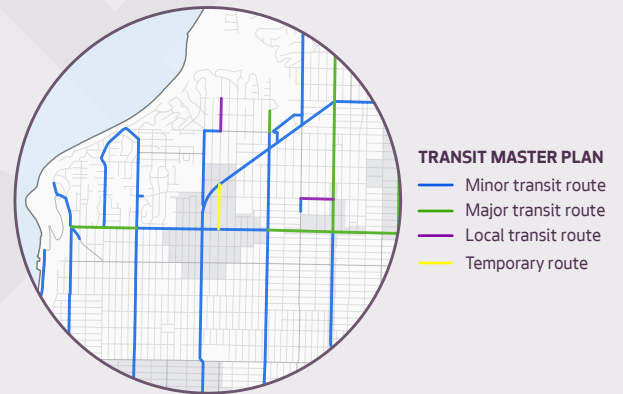 TRANSIT MASTER PLAN
Minor transit route
Major transit route
Local transit route
Temporary route